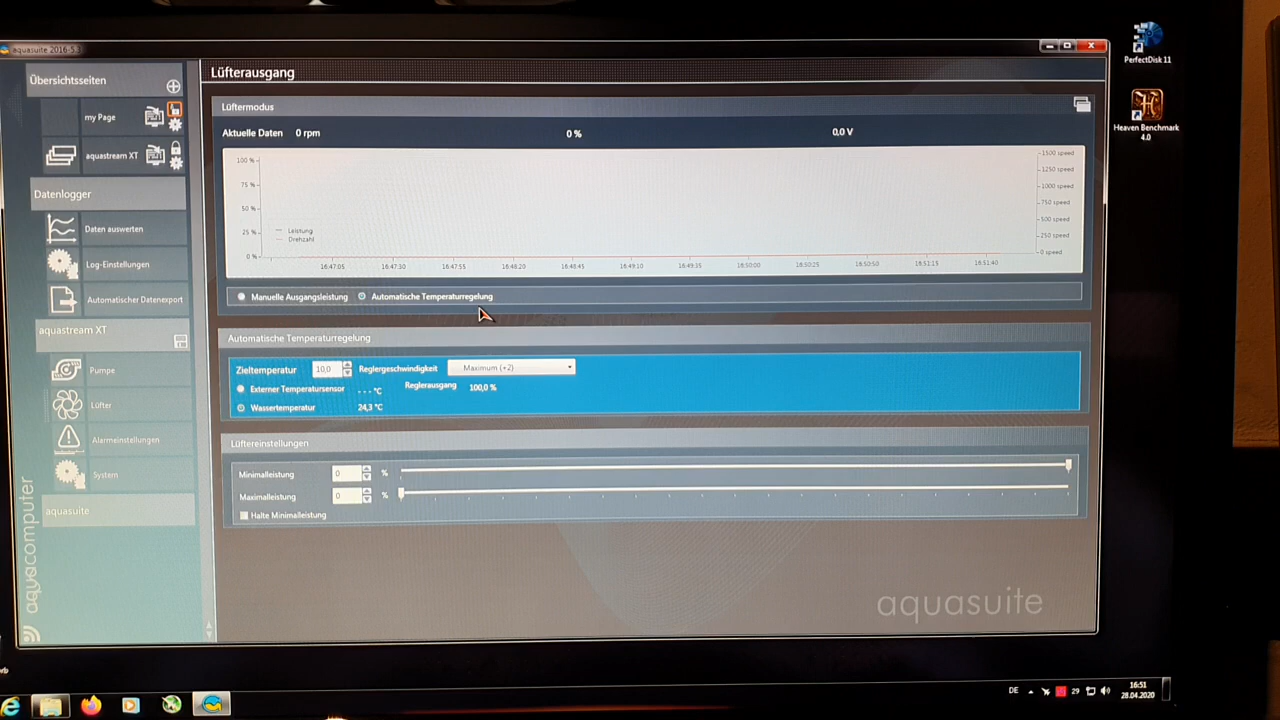 aquasuite 2016-5.3
Übersichtsseiten
my Page
aquastream XT
Datenlogger
Daten auswerten
Log-Einstellungen
Automatischer Datenexport
aquastream XT
Pumpe
Lüfter
Alarmeinstellungen
System
aquasuite
aquacomputer
Lüfterausgang
Lüftermodus
Aktuelle Daten 0 rpm 0 % 0,0 V
100 %
75 %
50 %
25 %
0 %
Leistung
Drehzahl
1500 speed
1250 speed
1000 speed
750 speed
500 speed
250 speed
0 speed
16:47:05 16:47:30 16:47:55 16:48:20 16:48:45 16:49:10 16:49:35 16:50:00 16:50:25 16:50:50 16:51:15 16:51:40
Manuelle Ausgangsleistung Automatische Temperaturregelung
Automatische Temperaturregelung
Zieltemperatur 10,0 Reglergeschwindigkeit Maximum (+2)
Externer Temperatursensor - - - °C Reglerausgang 100,0 %
Wassertemperatur 24,3 °C
Lüftereinstellungen
Minimalleistung 0 %
Maximalleistung 0 %
Halte Minimalleistung
aquasuite
PerfectDisk 11
Heaven Benchmark
4.0
DE 29 16:51
28.04.2020